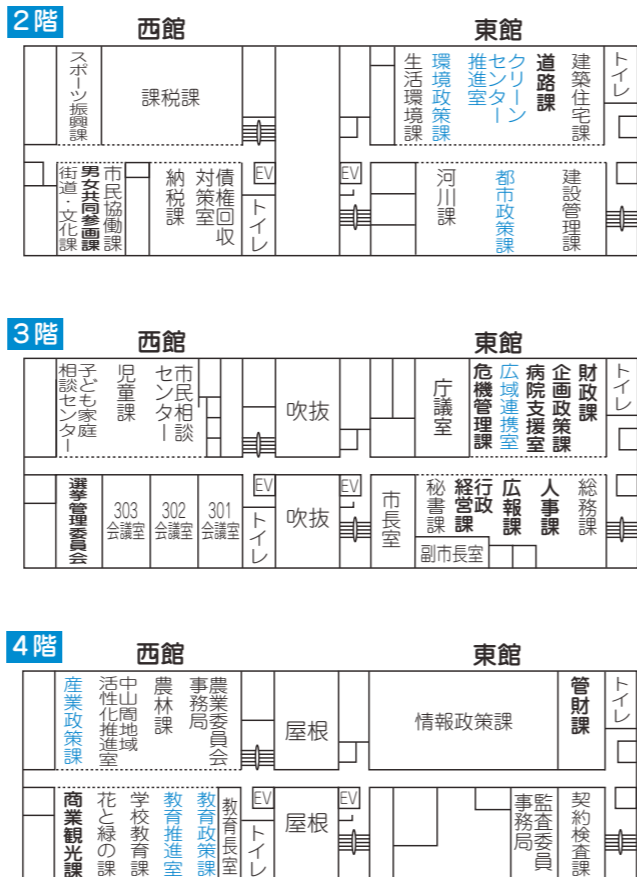 2階
西館
東館
スポーツ振興課
課税課
生活環境課
環境政策課
クリーン
センター
推進室
道路課
建築住宅課
トイレ
街道・文化課
男女共同参画課
市民協働課
納税課
債権回収
対策室
EV
トイレ
EV
河川課
都市政策課
建設管理課
3階
西館
東館
子ども家庭
相談センター
児童課
市民相談
センター
吹抜
庁議室
危機管理課
広域連携室
病院支援室
企画政策課
財政課
トイレ
選挙管理委員会
303
会議室
302
会議室
301
会議室
EV
トイレ
吹抜
EV
市長室
秘書課
行政
経営課
広報課
人事課
総務課
副市長室
4階
西館
東館
産業政策課
中山間地域
活性化推進室
農林課
農業委員会
事務局
屋根
情報政策課
管財課
トイレ
商業観光課
花と緑の課
学校教育課
教育推進室
教育政策課
教育長室
EV
トイレ
屋根
EV
監査委員
事務局
契約検査課